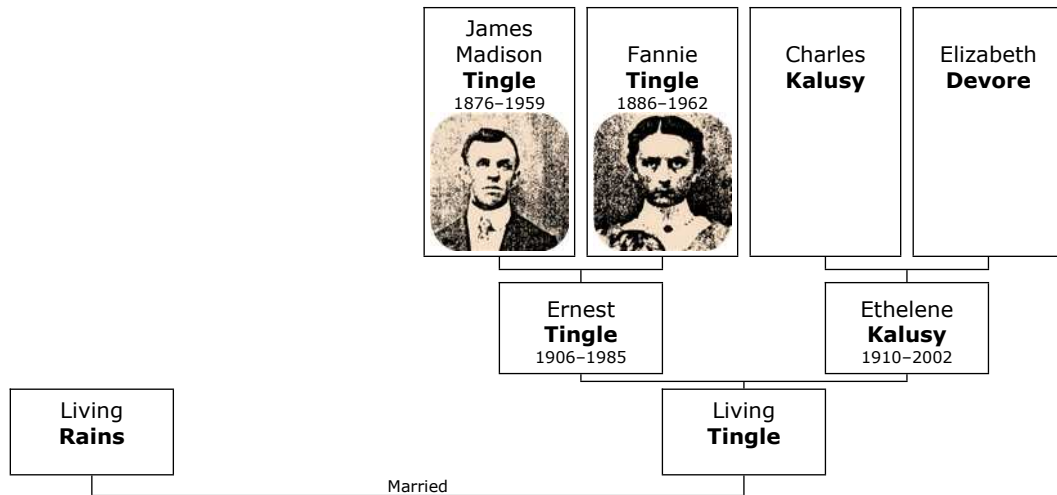 James
Madison
Tingle
1876–1959
Fannie
Tingle
1886–1962
Charles
Kalusy
Elizabeth
Devore
Ernest
Tingle
1906–1985
Ethelene
Kalusy
1910–2002
Living
Rains
Living
Tingle
Married